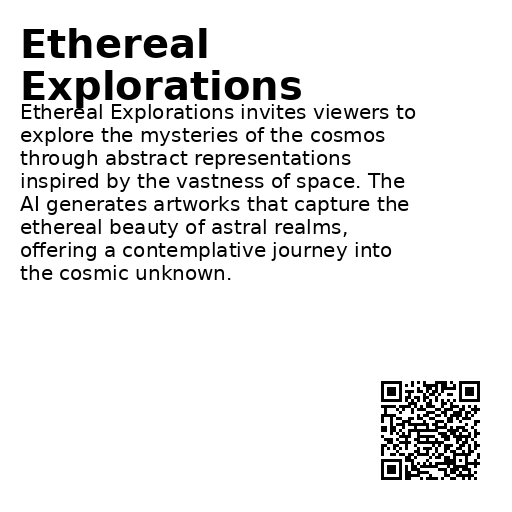 Ethereal
Explorations
Ethereal Explorations invites viewers to
explore the mysteries of the cosmos
through abstract representations
inspired by the vastness of space. The
AI generates artworks that capture the
ethereal beauty of astral realms,
offering a contemplative journey into
the cosmic unknown.